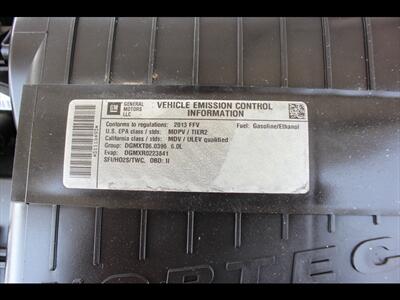 GM
GENERAL MOTORS LLC
VEHICLE EMISSION CONTROL INFORMATION
Conforms to regulations: 2013 FFV
Fuel: Gasoline/Ethanol
U.S. EPA class / stds: MDPV / TIER2
California class / stds: MDV / ULEV qualified
Group: DGMXT06.0396 6.0L
Evap: DGMXR0223841
SFI/HO2S/TWC, OBD: II
ORTEC